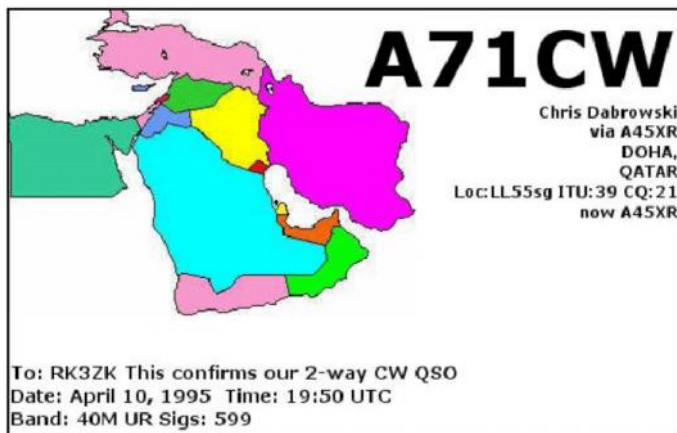 A71CW
Chris Dabrowski
via A45XR
DOHA,
QATAR
Loc:LL55sg ITU:39 CQ:21
now A45XR
To: RK3ZK This confirms our 2-way CW QSO
Date: April 10, 1995 Time: 19:50 UTC
Band: 40M UR Sigs: 599